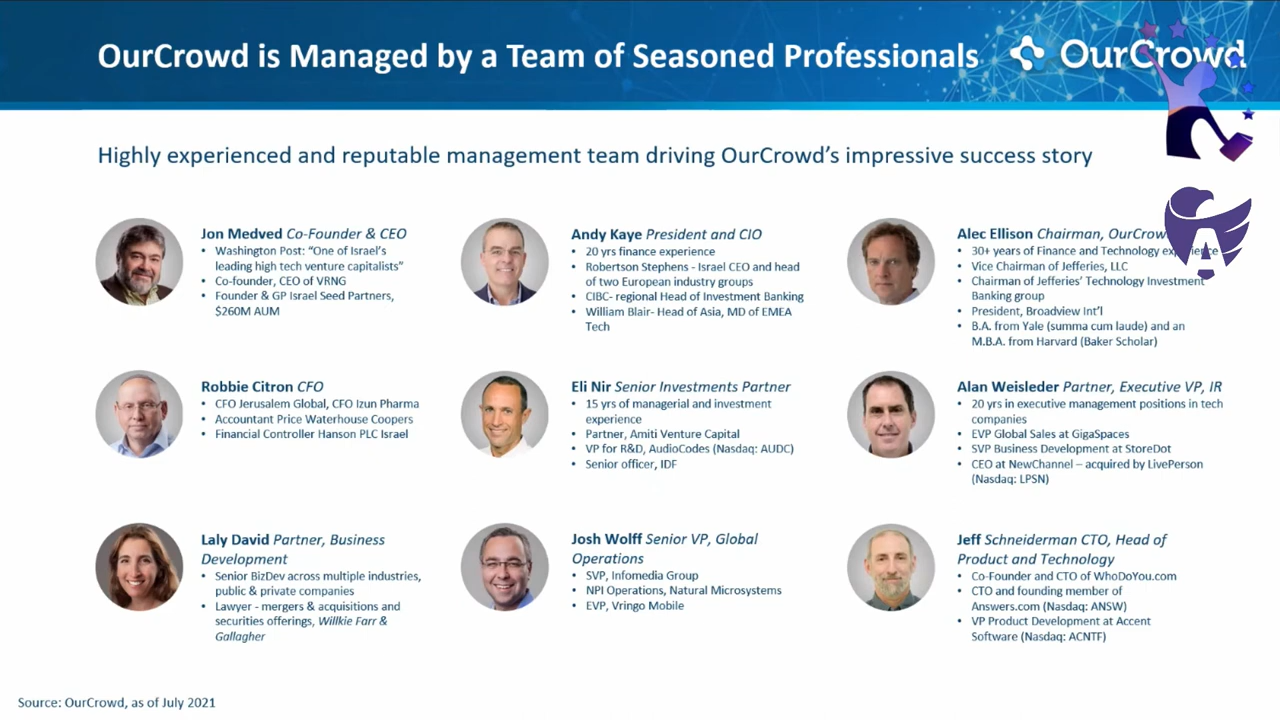 OurCrowd is Managed by a Team of Seasoned Professionals
OurCrowd
Highly experienced and reputable management team driving OurCrowd's impressive success story
Jon Medved Co-Founder & CEO
• Washington Post: "One of Israel's
leading high tech venture capitalists"
• Co-founder, CEO of VRNG
• Founder & GP Israel Seed Partners,
$260M AUM
Andy Kaye President and CIO
• 20 yrs finance experience
• Robertson Stephens - Israel CEO and head
of two European industry groups
• CIBC- regional Head of Investment Banking
• William Blair- Head of Asia, MD of EMEA
Tech
Alec Ellison Chairman, OurCrow
• 30+ years of Finance and Technology experience
• Vice Chairman of Jefferies, LLC
• Chairman of Jefferies' Technology Investment
Banking group
• President, Broadview Int'l
• B.A. from Yale (summa cum laude) and an
M.B.A. from Harvard (Baker Scholar)
Robbie Citron CFO
• CFO Jerusalem Global, CFO Izun Pharma
• Accountant Price Waterhouse Coopers
• Financial Controller Hanson PLC Israel
Eli Nir Senior Investments Partner
• 15 yrs of managerial and investment
experience
• Partner, Amiti Venture Capital
• VP for R&D, AudioCodes (Nasdaq: AUDC)
• Senior officer, IDF
Alan Weisleder Partner, Executive VP, IR
• 20 yrs in executive management positions in tech
companies
• EVP Global Sales at GigaSpaces
• SVP Business Development at StoreDot
• CEO at NewChannel – acquired by LivePerson
(Nasdaq: LPSN)
Laly David Partner, Business
Development
• Senior BizDev across multiple industries,
public & private companies
• Lawyer - mergers & acquisitions and
securities offerings, Willkie Farr &
Gallagher
Josh Wolff Senior VP, Global
Operations
• SVP, Infomedia Group
• NPI Operations, Natural Microsystems
• EVP, Vringo Mobile
Jeff Schneiderman CTO, Head of
Product and Technology
• Co-Founder and CTO of WhoDoYou.com
• CTO and founding member of
Answers.com (Nasdaq: ANSW)
• VP Product Development at Accent
Software (Nasdaq: ACNTF)
Source: OurCrowd, as of July 2021